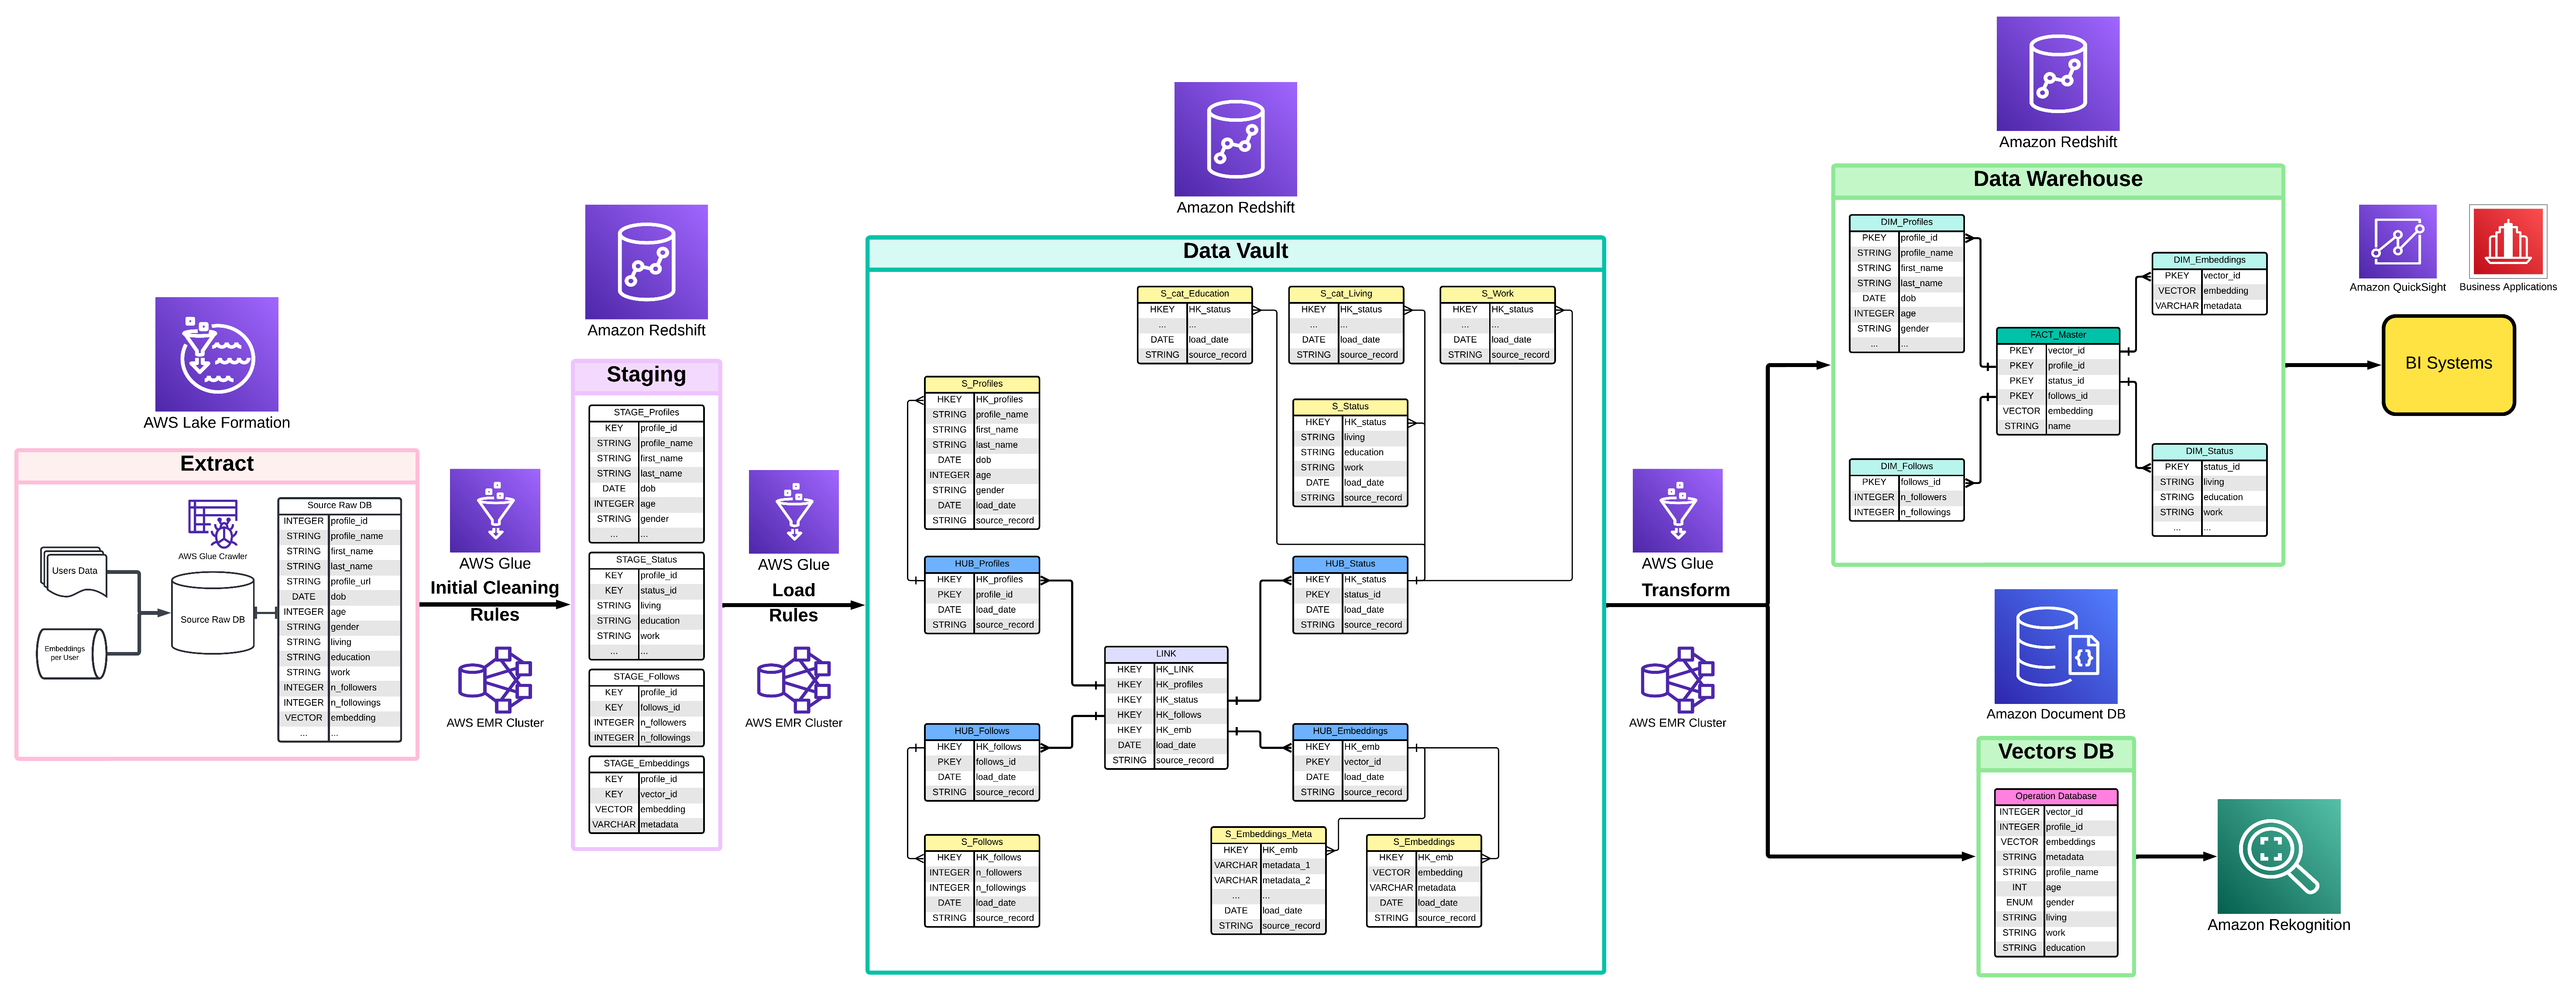 AWS Lake Formation
Extract
Users Data
Embeddings
per User
AWS Glue Crawler
Source Raw DB
Source Raw DB
INTEGER profile_id
STRING profile_name
STRING first_name
STRING last_name
STRING profile_url
DATE dob
INTEGER age
STRING gender
STRING living
STRING education
STRING work
INTEGER n_followers
INTEGER n_followings
VECTOR embedding
... ...
AWS Glue
Initial Cleaning
Rules
AWS EMR Cluster
Amazon Redshift
Staging
STAGE_Profiles
KEY profile_id
STRING profile_name
STRING first_name
STRING last_name
DATE dob
INTEGER age
STRING gender
... ...
STAGE_Status
KEY profile_id
KEY status_id
STRING living
STRING education
STRING work
... ...
STAGE_Follows
KEY profile_id
KEY follows_id
INTEGER n_followers
INTEGER n_followings
STAGE_Embeddings
KEY profile_id
KEY vector_id
VECTOR embedding
VARCHAR metadata
AWS Glue
Load
Rules
AWS EMR Cluster
Amazon Redshift
Data Vault
S_cat_Education
HKEY HK_status
... ...
DATE load_date
STRING source_record
S_cat_Living
HKEY HK_status
... ...
DATE load_date
STRING source_record
S_Work
HKEY HK_status
... ...
DATE load_date
STRING source_record
S_Profiles
HKEY HK_profiles
STRING profile_name
STRING first_name
STRING last_name
DATE dob
INTEGER age
STRING gender
DATE load_date
STRING source_record
S_Status
HKEY HK_status
STRING living
STRING education
STRING work
DATE load_date
STRING source_record
HUB_Profiles
HKEY HK_profiles
PKEY profile_id
DATE load_date
STRING source_record
HUB_Status
HKEY HK_status
PKEY status_id
DATE load_date
STRING source_record
LINK
HKEY HK_LINK
HKEY HK_profiles
HKEY HK_status
HKEY HK_follows
HKEY HK_emb
DATE load_date
STRING source_record
HUB_Follows
HKEY HK_follows
PKEY follows_id
DATE load_date
STRING source_record
HUB_Embeddings
HKEY HK_emb
PKEY vector_id
DATE load_date
STRING source_record
S_Follows
HKEY HK_follows
INTEGER n_followers
INTEGER n_followings
DATE load_date
STRING source_record
S_Embeddings_Meta
HKEY HK_emb
VARCHAR metadata_1
VARCHAR metadata_2
... ...
DATE load_date
STRING source_record
S_Embeddings
HKEY HK_emb
VECTOR embedding
VARCHAR metadata
DATE load_date
STRING source_record
AWS Glue
Transform
AWS EMR Cluster
Amazon Redshift
Data Warehouse
DIM_Profiles
PKEY profile_id
STRING profile_name
STRING first_name
STRING last_name
DATE dob
INTEGER age
STRING gender
... ...
DIM_Embeddings
PKEY vector_id
VECTOR embedding
VARCHAR metadata
FACT_Master
PKEY vector_id
PKEY profile_id
PKEY status_id
PKEY follows_id
VECTOR embedding
STRING name
DIM_Follows
PKEY follows_id
INTEGER n_followers
INTEGER n_followings
DIM_Status
PKEY status_id
STRING living
STRING education
STRING work
... ...
Amazon QuickSight
Business Applications
BI Systems
Amazon Document DB
Vectors DB
Operation Database
INTEGER vector_id
INTEGER profile_id
VECTOR embeddings
STRING metadata
STRING profile_name
INT age
ENUM gender
STRING living
STRING work
STRING education
Amazon Rekognition